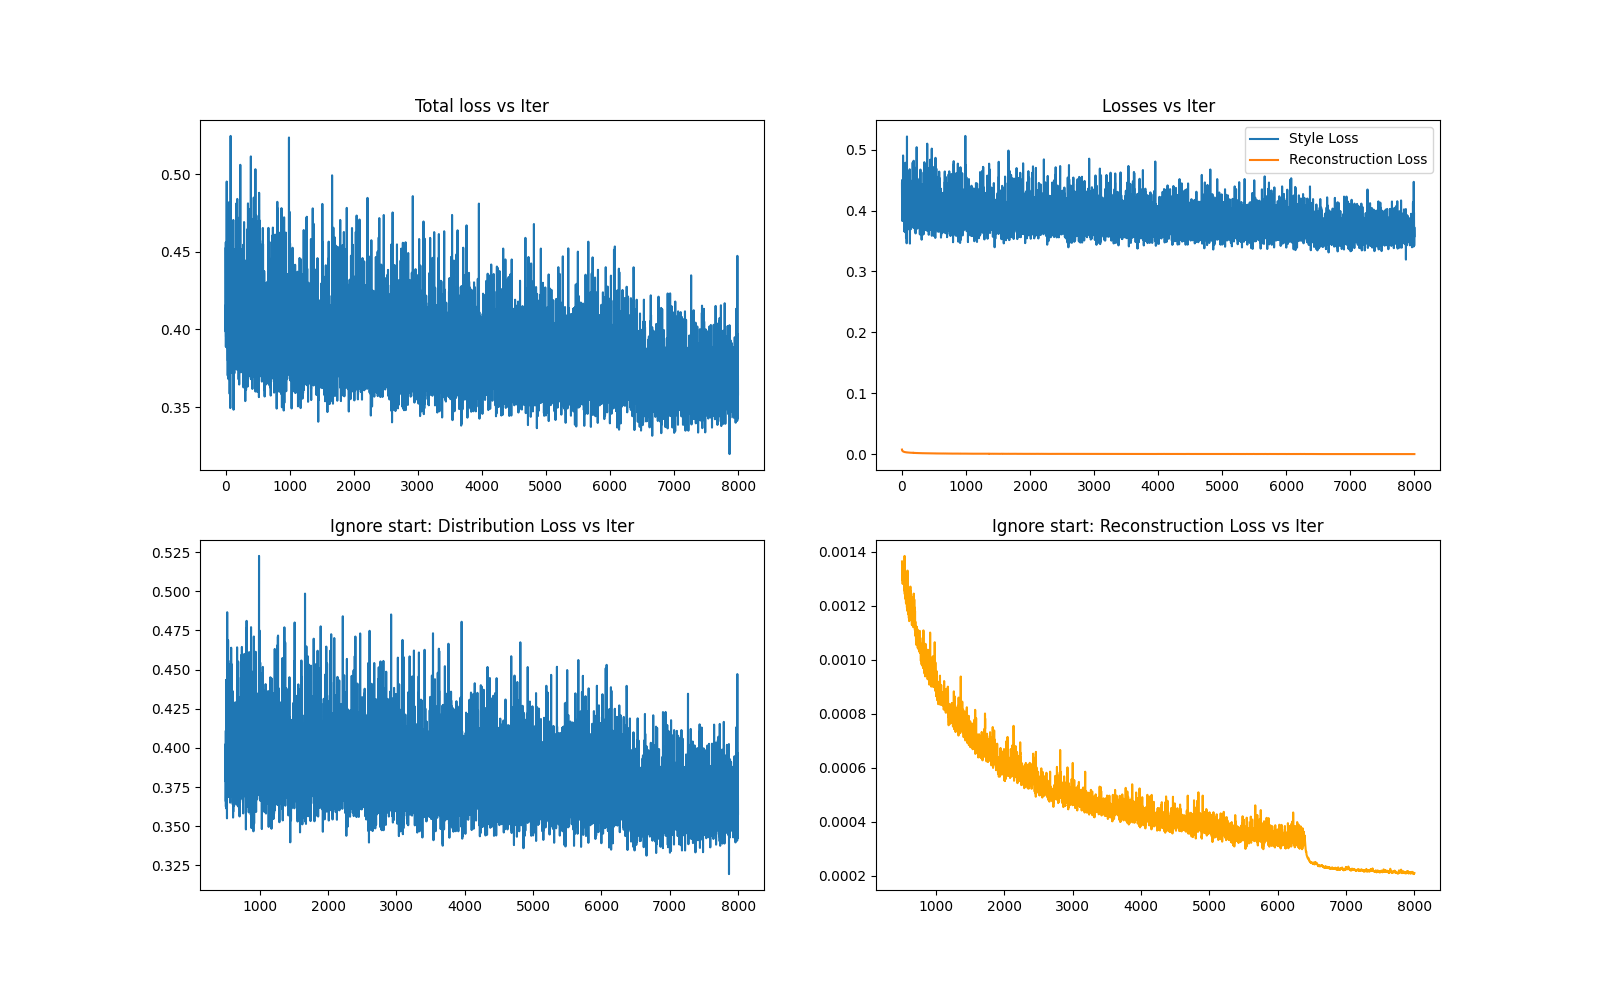 Total loss vs Iter
0.50
0.45
0.40
0.35
0 1000 2000 3000 4000 5000 6000 7000 8000
Losses vs Iter
Style Loss
Reconstruction Loss
0.5
0.4
0.3
0.2
0.1
0.0
0 1000 2000 3000 4000 5000 6000 7000 8000
Ignore start: Distribution Loss vs Iter
0.525
0.500
0.475
0.450
0.425
0.400
0.375
0.350
0.325
1000 2000 3000 4000 5000 6000 7000 8000
Ignore start: Reconstruction Loss vs Iter
0.0014
0.0012
0.0010
0.0008
0.0006
0.0004
0.0002
1000 2000 3000 4000 5000 6000 7000 8000